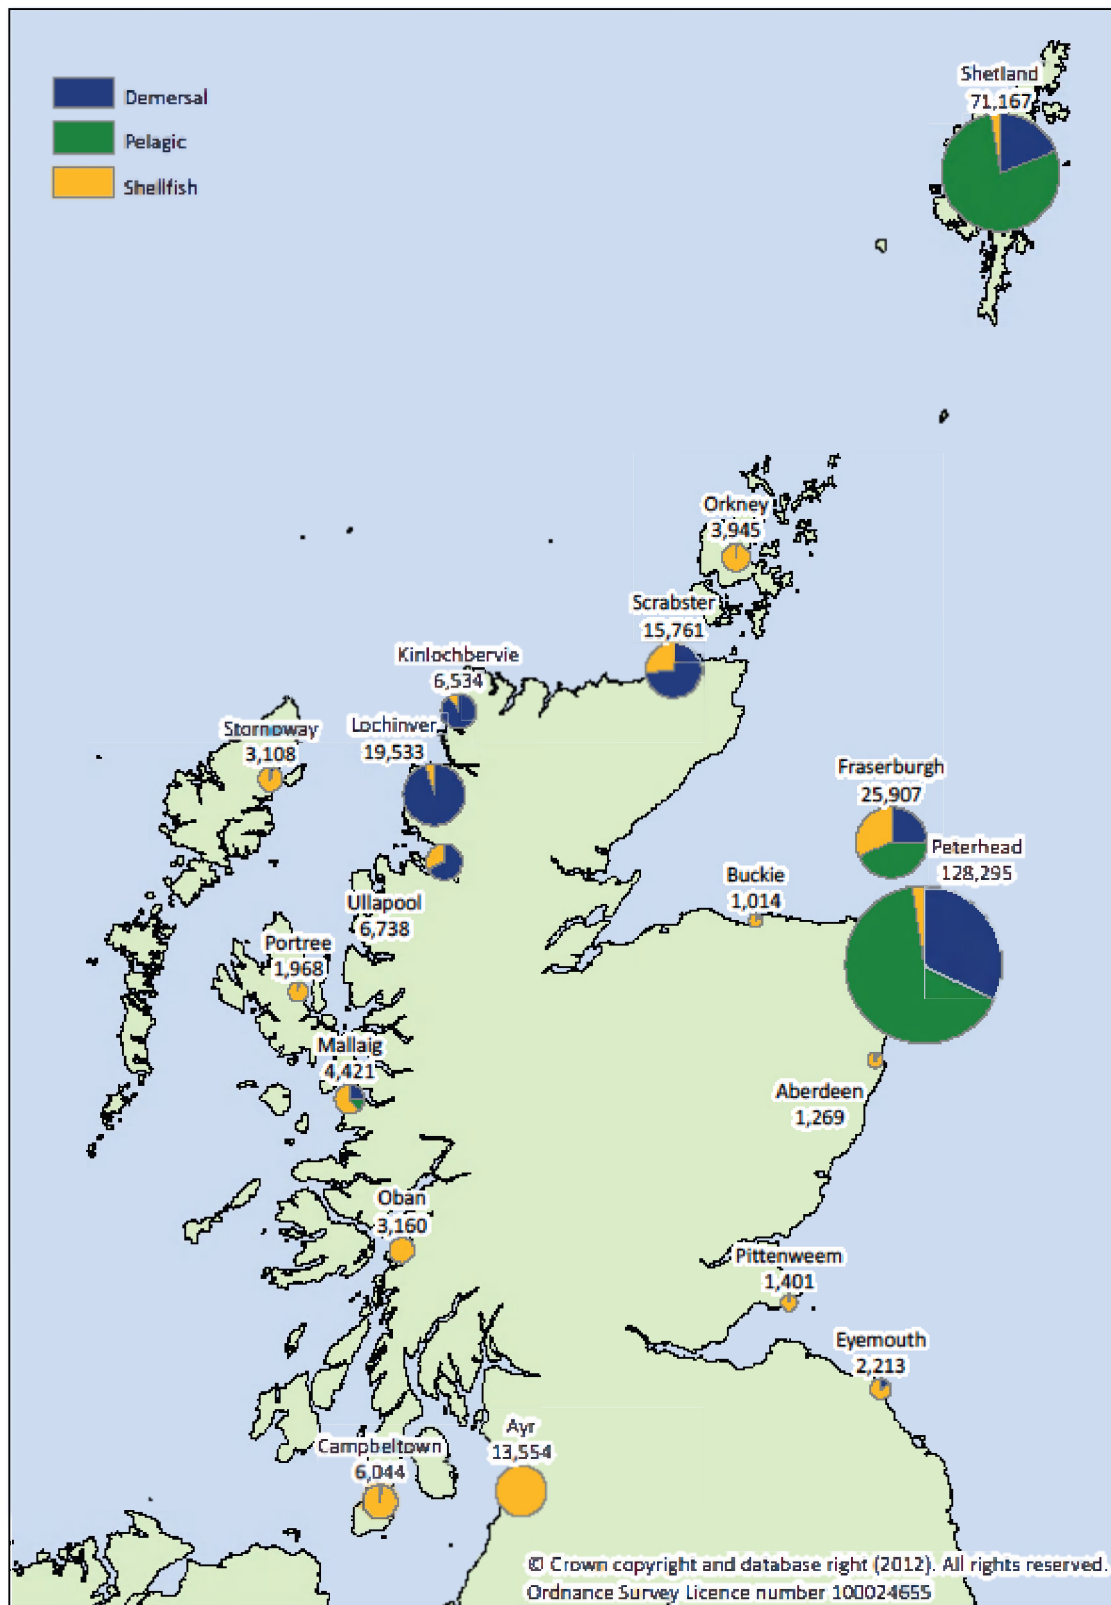 Demersal
Pelagic
Shellfish
Shetland
71,167
Orkney
3,945
Scrabster
15,761
Kinlochbervie
6,534
Stornoway
3,108
Lochinver
19,533
Fraserburgh
25,907
Peterhead
128,295
Buckie
1,014
Ullapool
6,738
Portree
1,968
Mallaig
4,421
Aberdeen
1,269
Oban
3,160
Pittenweem
1,401
Eyemouth
2,213
Ayr
13,554
Campbeltown
6,044
© Crown copyright and database right (2012). All rights reserved.
Ordnance Survey Licence number 100024655